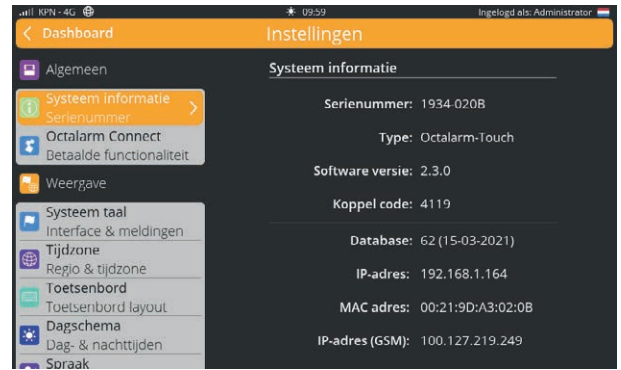 KPN - 4G 09:59 Ingelogd als: Administrator
Dashboard Instellingen
Algemeen
Systeem informatie
Serienummer
Octalarm Connect
Betaalde functionaliteit
Weergave
Systeem taal
Interface & meldingen
Tijdzone
Regio & tijdzone
Toetsenbord
Toetsenbord layout
Dagschema
Dag- & nachttijden
Spraak
Systeem informatie
Serienummer: 1934-020B
Type: Octalarm-Touch
Software versie: 2.3.0
Koppel code: 4119
Database: 62 (15-03-2021)
IP-adres: 192.168.1.164
MAC adres: 00:21:9D:A3:02:0B
IP-adres (GSM): 100.127.219.249